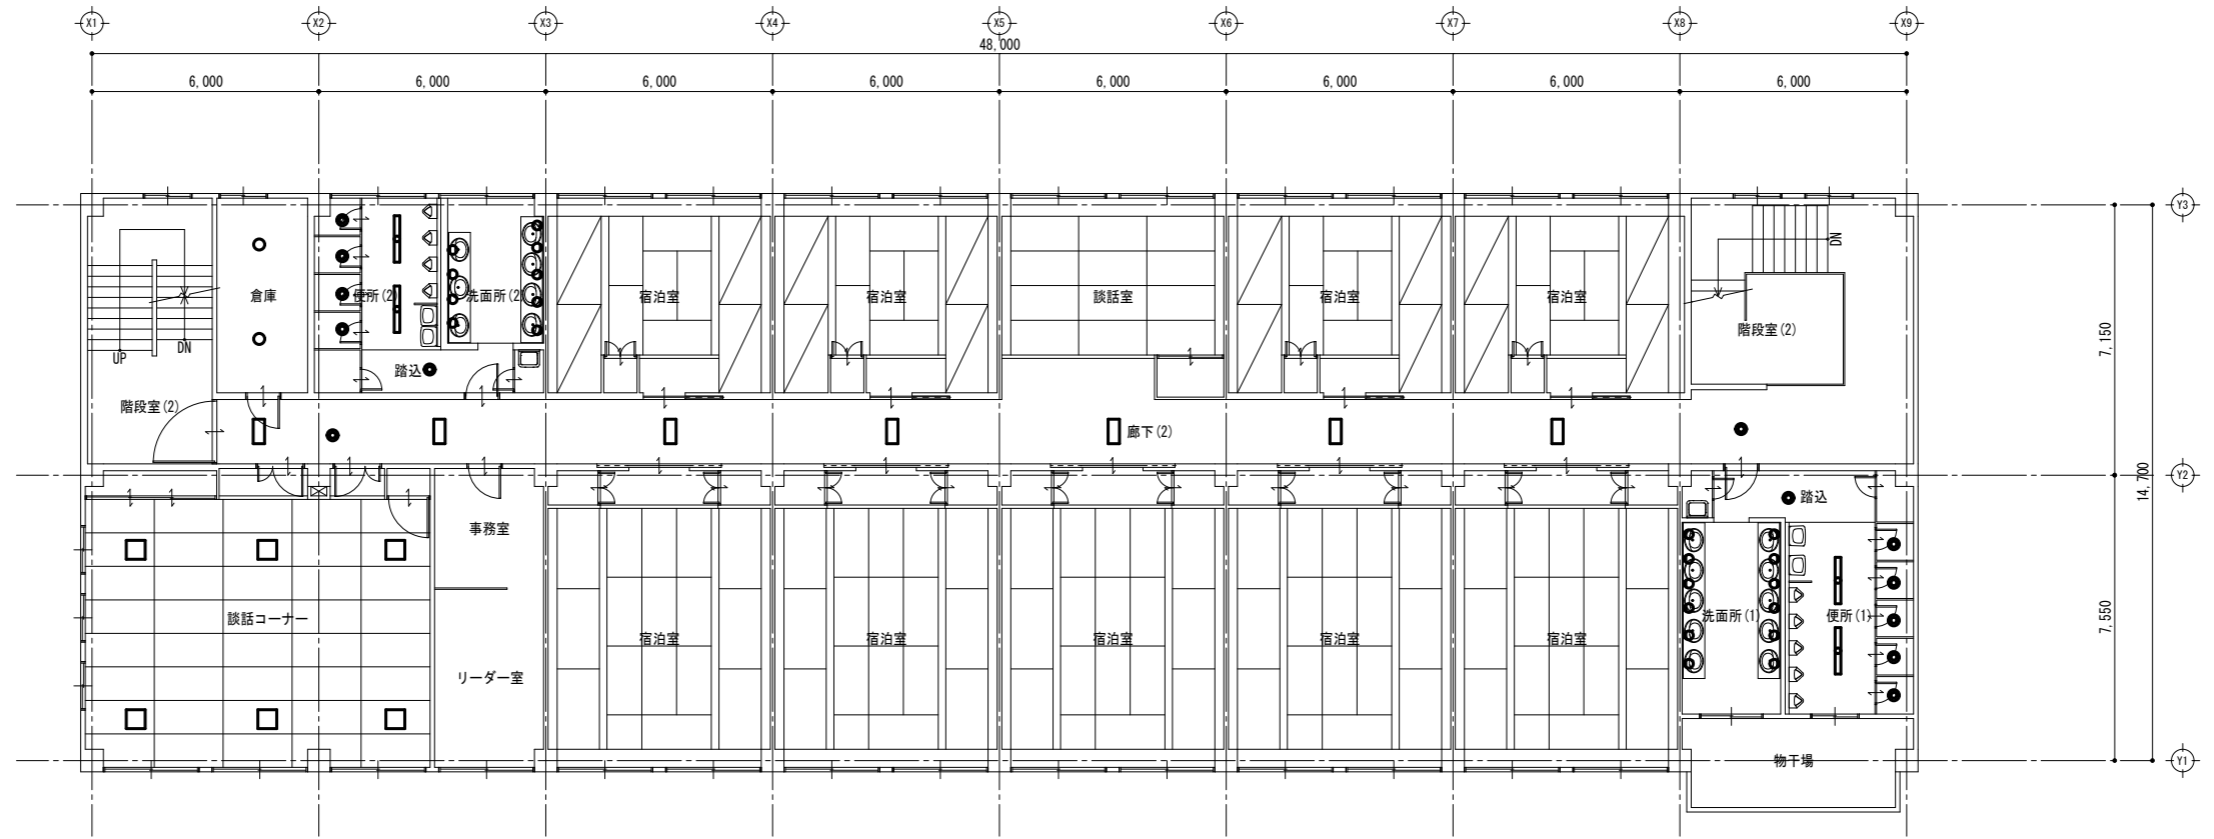 X1 X2 X3 X4 X5 X6 X7 X8 X9
48,000
6,000 6,000 6,000 6,000 6,000 6,000 6,000 6,000
Y3
DN
倉庫 便所(2) 洗面所(2) 宿泊室 宿泊室 談話室 宿泊室 宿泊室
階段室(2)
7,150
UP DN
踏込
階段室(2)
廊下(2)
Y2
14,700
踏込
事務室
談話コーナー
洗面所(1) 便所(1)
7,550
宿泊室 宿泊室 宿泊室 宿泊室 宿泊室
リーダー室
物干場
Y1